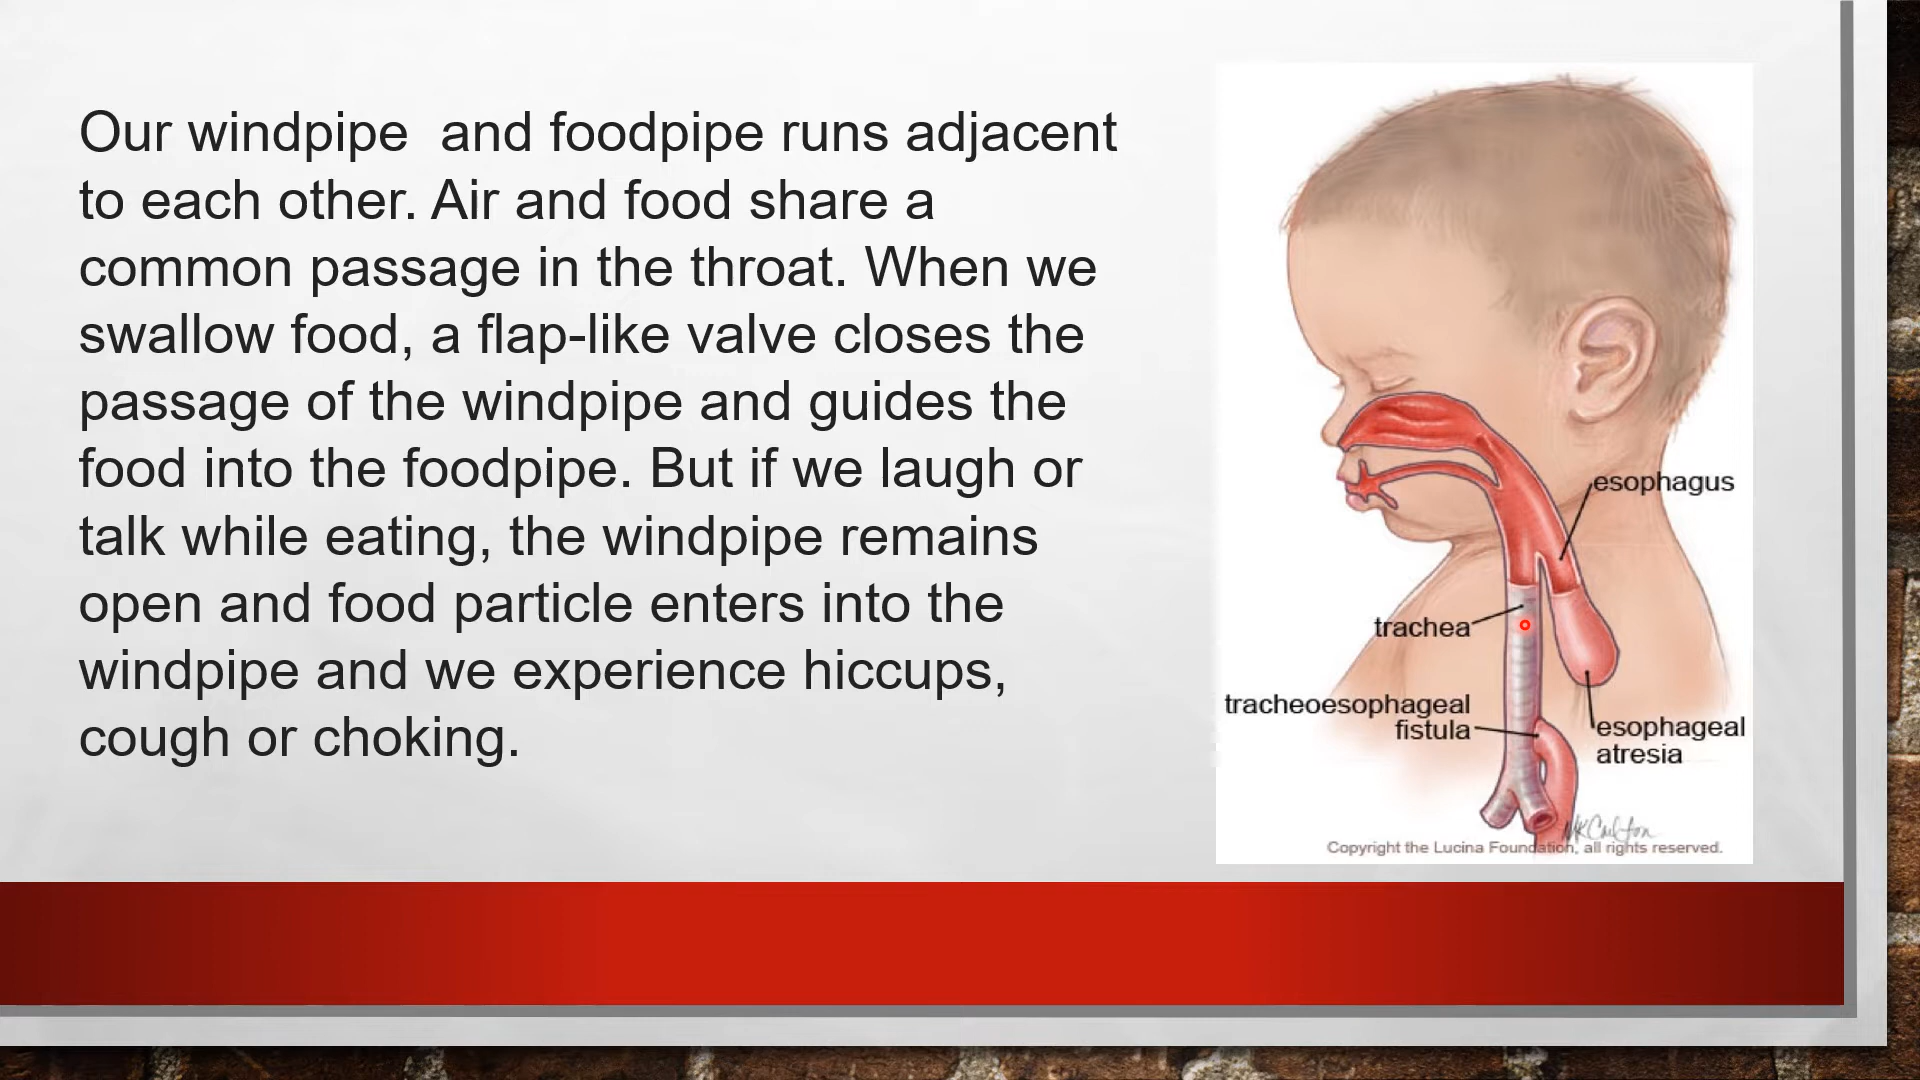 Our windpipe  and foodpipe runs adjacent
to each other. Air and food share a
common passage in the throat. When we
swallow food, a flap-like valve closes the
passage of the windpipe and guides the
food into the foodpipe. But if we laugh or
talk while eating, the windpipe remains
open and food particle enters into the
windpipe and we experience hiccups,
cough or choking.
esophagus
trachea
tracheoesophageal
fistula
esophageal
atresia
Copyright the Lucina Foundation, all rights reserved.